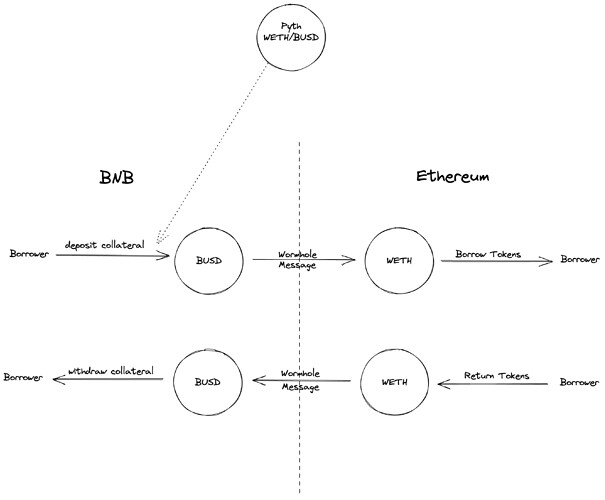 Pyth
WETH/BUSD
BNB
Ethereum
Borrower
deposit collateral
BUSD
Wormhole
Message
WETH
Borrow Tokens
Borrower
Borrower
withdraw collateral
BUSD
Wormhole
Message
WETH
Return Tokens
Borrower